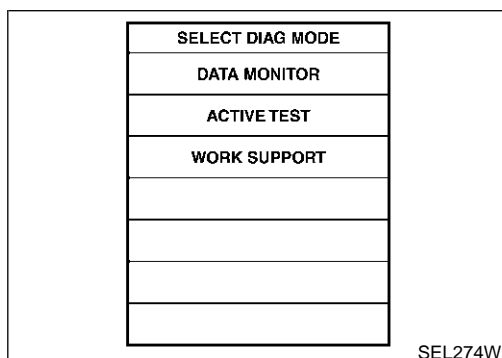 SELECT DIAG MODE
DATA MONITOR
ACTIVE TEST
WORK SUPPORT
SEL274W